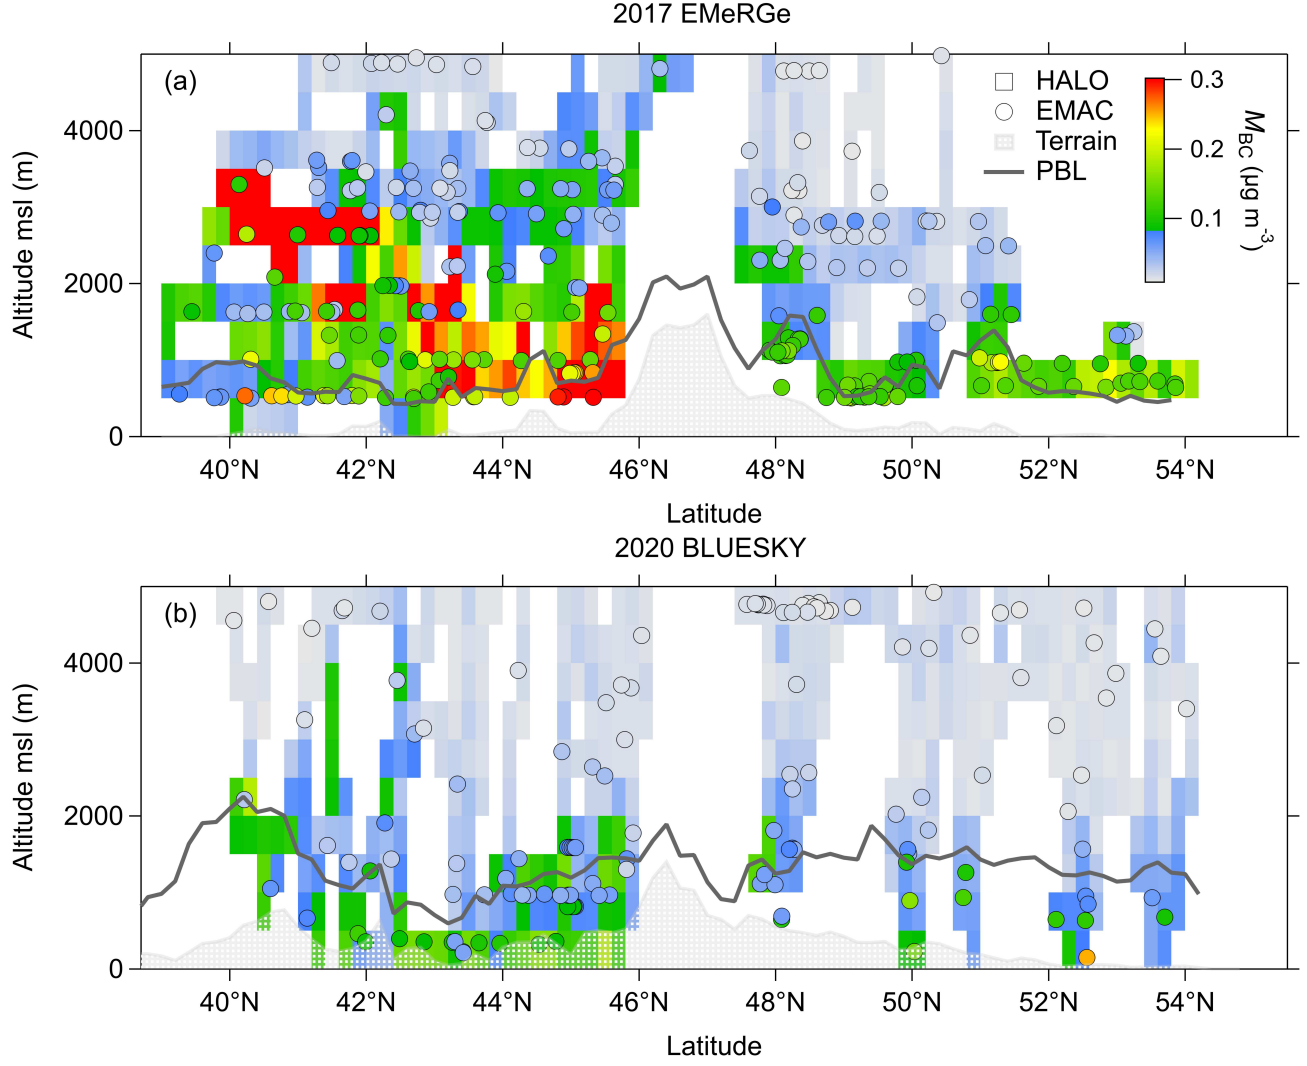 2017 EMeRGe
(a)
HALO
EMAC
Terrain
PBL
0.3
0.2
0.1
M_BC (µg m^-3)
Altitude msl (m)
4000
2000
0
40°N 42°N 44°N 46°N 48°N 50°N 52°N 54°N
Latitude
2020 BLUESKY
(b)
Altitude msl (m)
4000
2000
0
40°N 42°N 44°N 46°N 48°N 50°N 52°N 54°N
Latitude